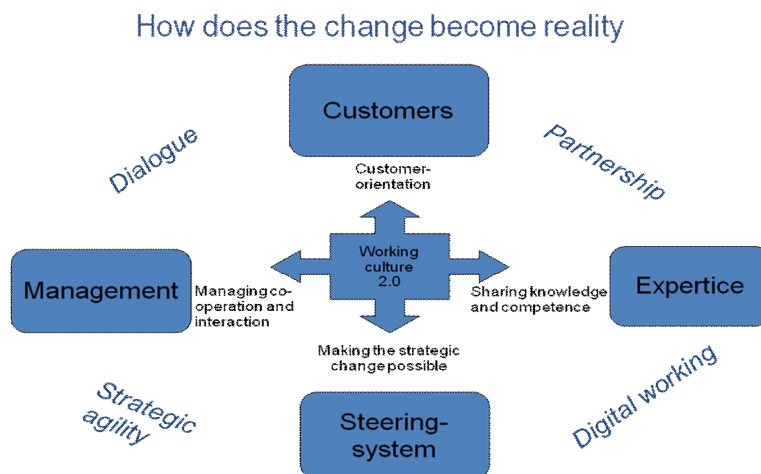 How does the change become reality
Customers
Dialogue
Partnership
Customer-
orientation
Working
culture
2.0
Management
Managing co-
operation and
interaction
Sharing knowledge
and competence
Expertice
Making the strategic
change possible
Strategic
agility
Steering-
system
Digital working